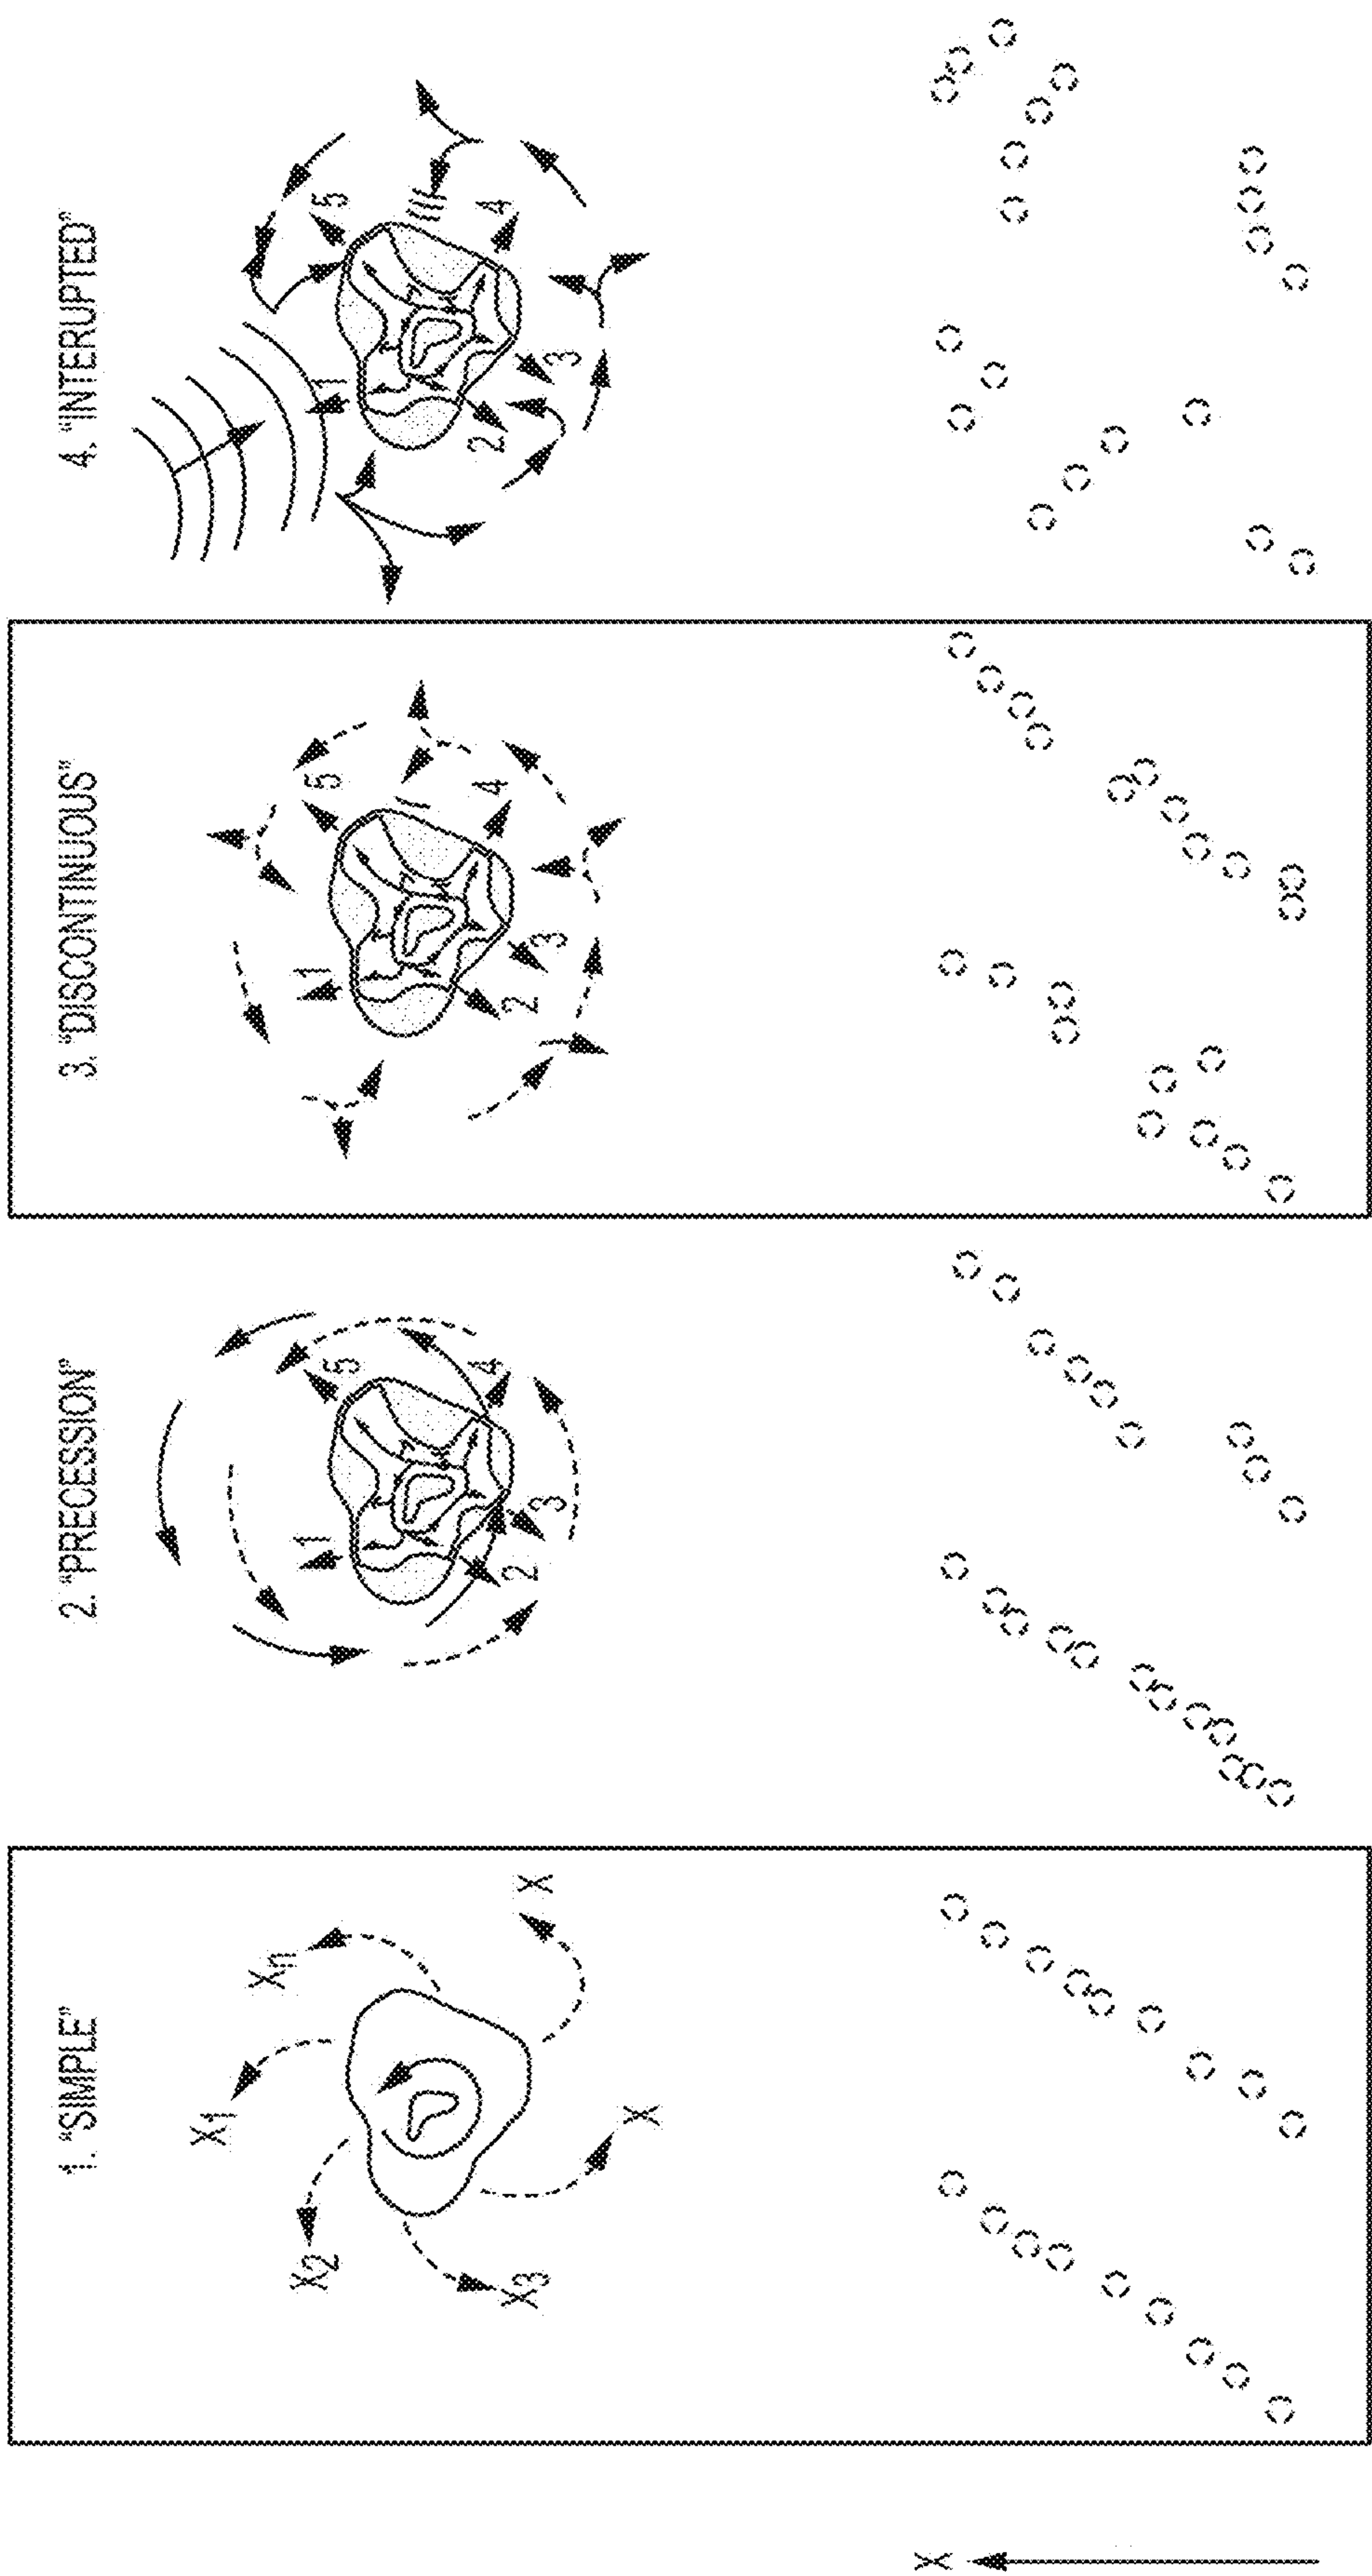 1. "SIMPLE"
X1
Xn
X2
X3
X
X
X
2. "PRECESSION"
1
5
2
3
4
3. "DISCONTINUOUS"
1
5
2
3
4
4. "INTERUPTED"
1
5
2
3
4